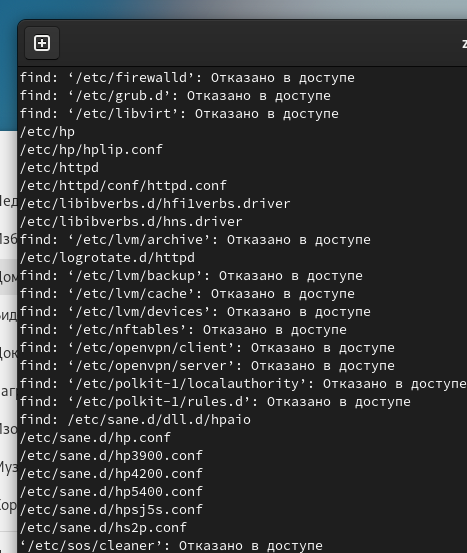 find: ‘/etc/firewalld’: Отказано в доступе
find: ‘/etc/grub.d’: Отказано в доступе
find: ‘/etc/libvirt’: Отказано в доступе
/etc/hp
/etc/hp/hplip.conf
/etc/httpd
/etc/httpd/conf/httpd.conf
/etc/libibverbs.d/hfi1verbs.driver
/etc/libibverbs.d/hns.driver
find: ‘/etc/lvm/archive’: Отказано в доступе
/etc/logrotate.d/httpd
find: ‘/etc/lvm/backup’: Отказано в доступе
find: ‘/etc/lvm/cache’: Отказано в доступе
find: ‘/etc/lvm/devices’: Отказано в доступе
find: ‘/etc/nftables’: Отказано в доступе
find: ‘/etc/openvpn/client’: Отказано в доступе
find: ‘/etc/openvpn/server’: Отказано в доступе
find: ‘/etc/polkit-1/localauthority’: Отказано в доступе
find: ‘/etc/polkit-1/rules.d’: Отказано в доступе
find: /etc/sane.d/dll.d/hpaio
/etc/sane.d/hp.conf
/etc/sane.d/hp3900.conf
/etc/sane.d/hp4200.conf
/etc/sane.d/hp5400.conf
/etc/sane.d/hpsj5s.conf
/etc/sane.d/hs2p.conf
‘/etc/sos/cleaner’: Отказано в доступе